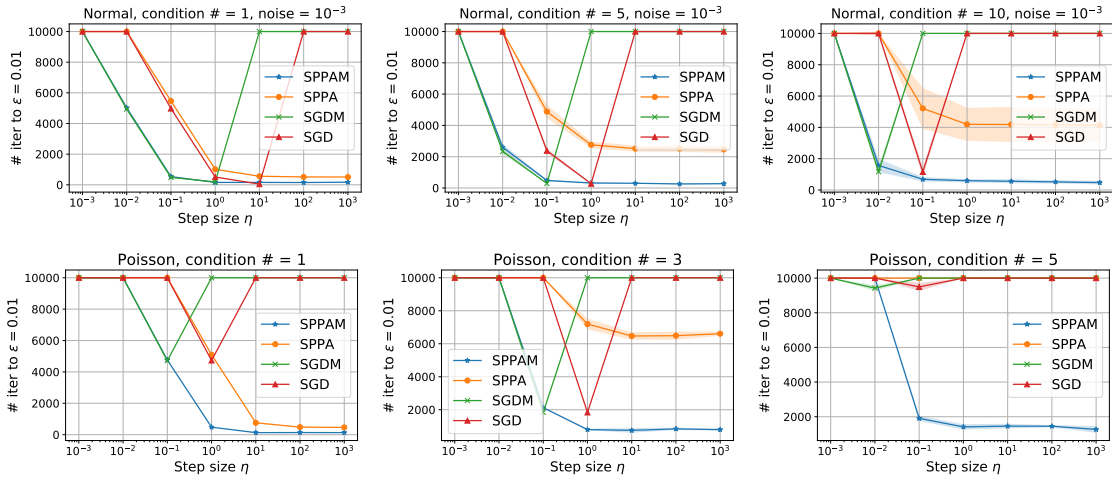 Normal, condition # = 1, noise = 10⁻³
# iter to ε = 0.01
10000
8000
6000
4000
2000
0
SPPAM
SPPA
SGDM
SGD
10⁻³ 10⁻² 10⁻¹ 10⁰ 10¹ 10² 10³
Step size η
Normal, condition # = 5, noise = 10⁻³
# iter to ε = 0.01
10000
8000
6000
4000
2000
0
SPPAM
SPPA
SGDM
SGD
10⁻³ 10⁻² 10⁻¹ 10⁰ 10¹ 10² 10³
Step size η
Normal, condition # = 10, noise = 10⁻³
# iter to ε = 0.01
10000
8000
6000
4000
2000
0
SPPAM
SPPA
SGDM
SGD
10⁻³ 10⁻² 10⁻¹ 10⁰ 10¹ 10² 10³
Step size η
Poisson, condition # = 1
# iter to ε = 0.01
10000
8000
6000
4000
2000
0
SPPAM
SPPA
SGDM
SGD
10⁻³ 10⁻² 10⁻¹ 10⁰ 10¹ 10² 10³
Step size η
Poisson, condition # = 3
# iter to ε = 0.01
10000
8000
6000
4000
2000
SPPAM
SPPA
SGDM
SGD
10⁻³ 10⁻² 10⁻¹ 10⁰ 10¹ 10² 10³
Step size η
Poisson, condition # = 5
# iter to ε = 0.01
10000
8000
6000
4000
2000
SPPAM
SPPA
SGDM
SGD
10⁻³ 10⁻² 10⁻¹ 10⁰ 10¹ 10² 10³
Step size η